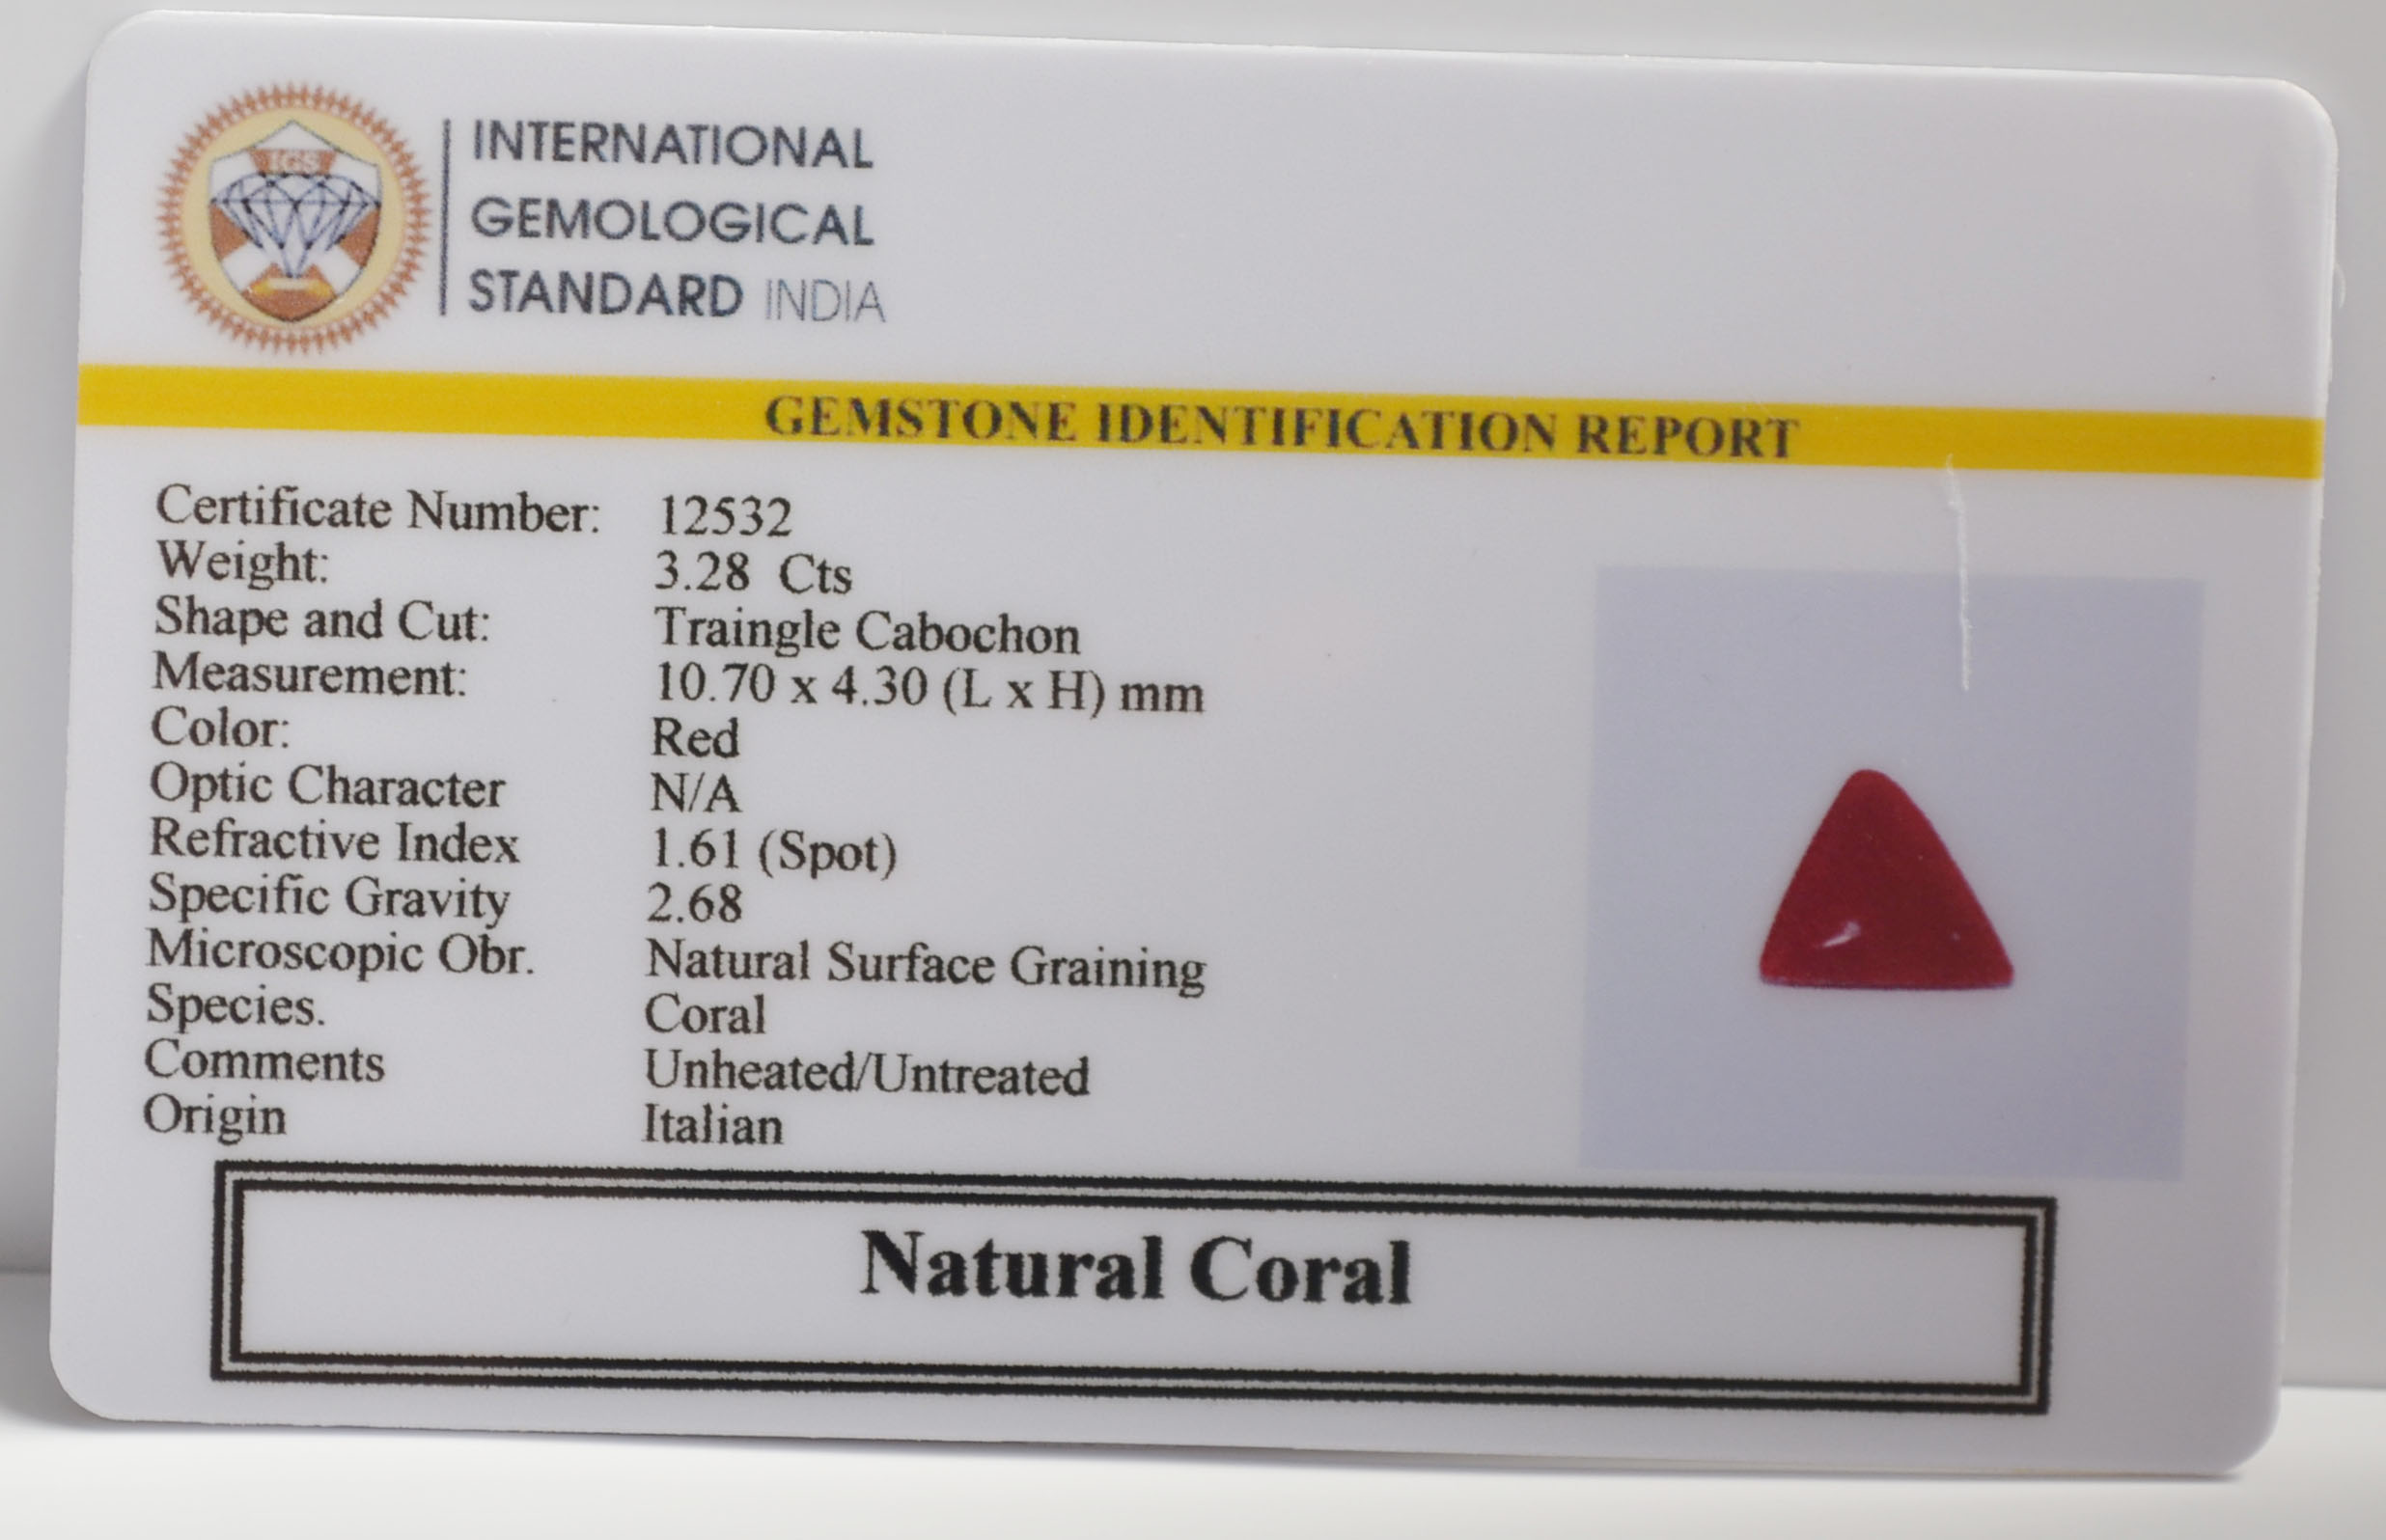 IGS
INTERNATIONAL
GEMOLOGICAL
STANDARD INDIA
GEMSTONE IDENTIFICATION REPORT
Certificate Number: 12532
Weight: 3.28 Cts
Shape and Cut: Traingle Cabochon
Measurement: 10.70 x 4.30 (L x H) mm
Color: Red
Optic Character N/A
Refractive Index 1.61 (Spot)
Specific Gravity 2.68
Microscopic Obr. Natural Surface Graining
Species. Coral
Comments Unheated/Untreated
Origin Italian
Natural Coral